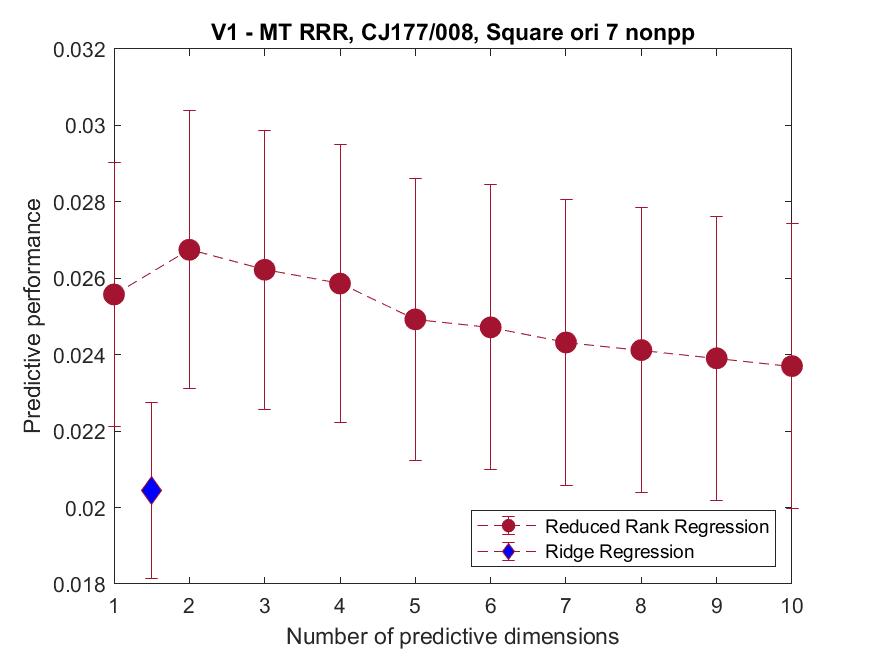 V1 - MT RRR, CJ177/008, Square ori 7 nonpp
0.032
0.03
0.028
0.026
0.024
0.022
0.02
0.018
Predictive performance
1 2 3 4 5 6 7 8 9 10
Number of predictive dimensions
Reduced Rank Regression
Ridge Regression